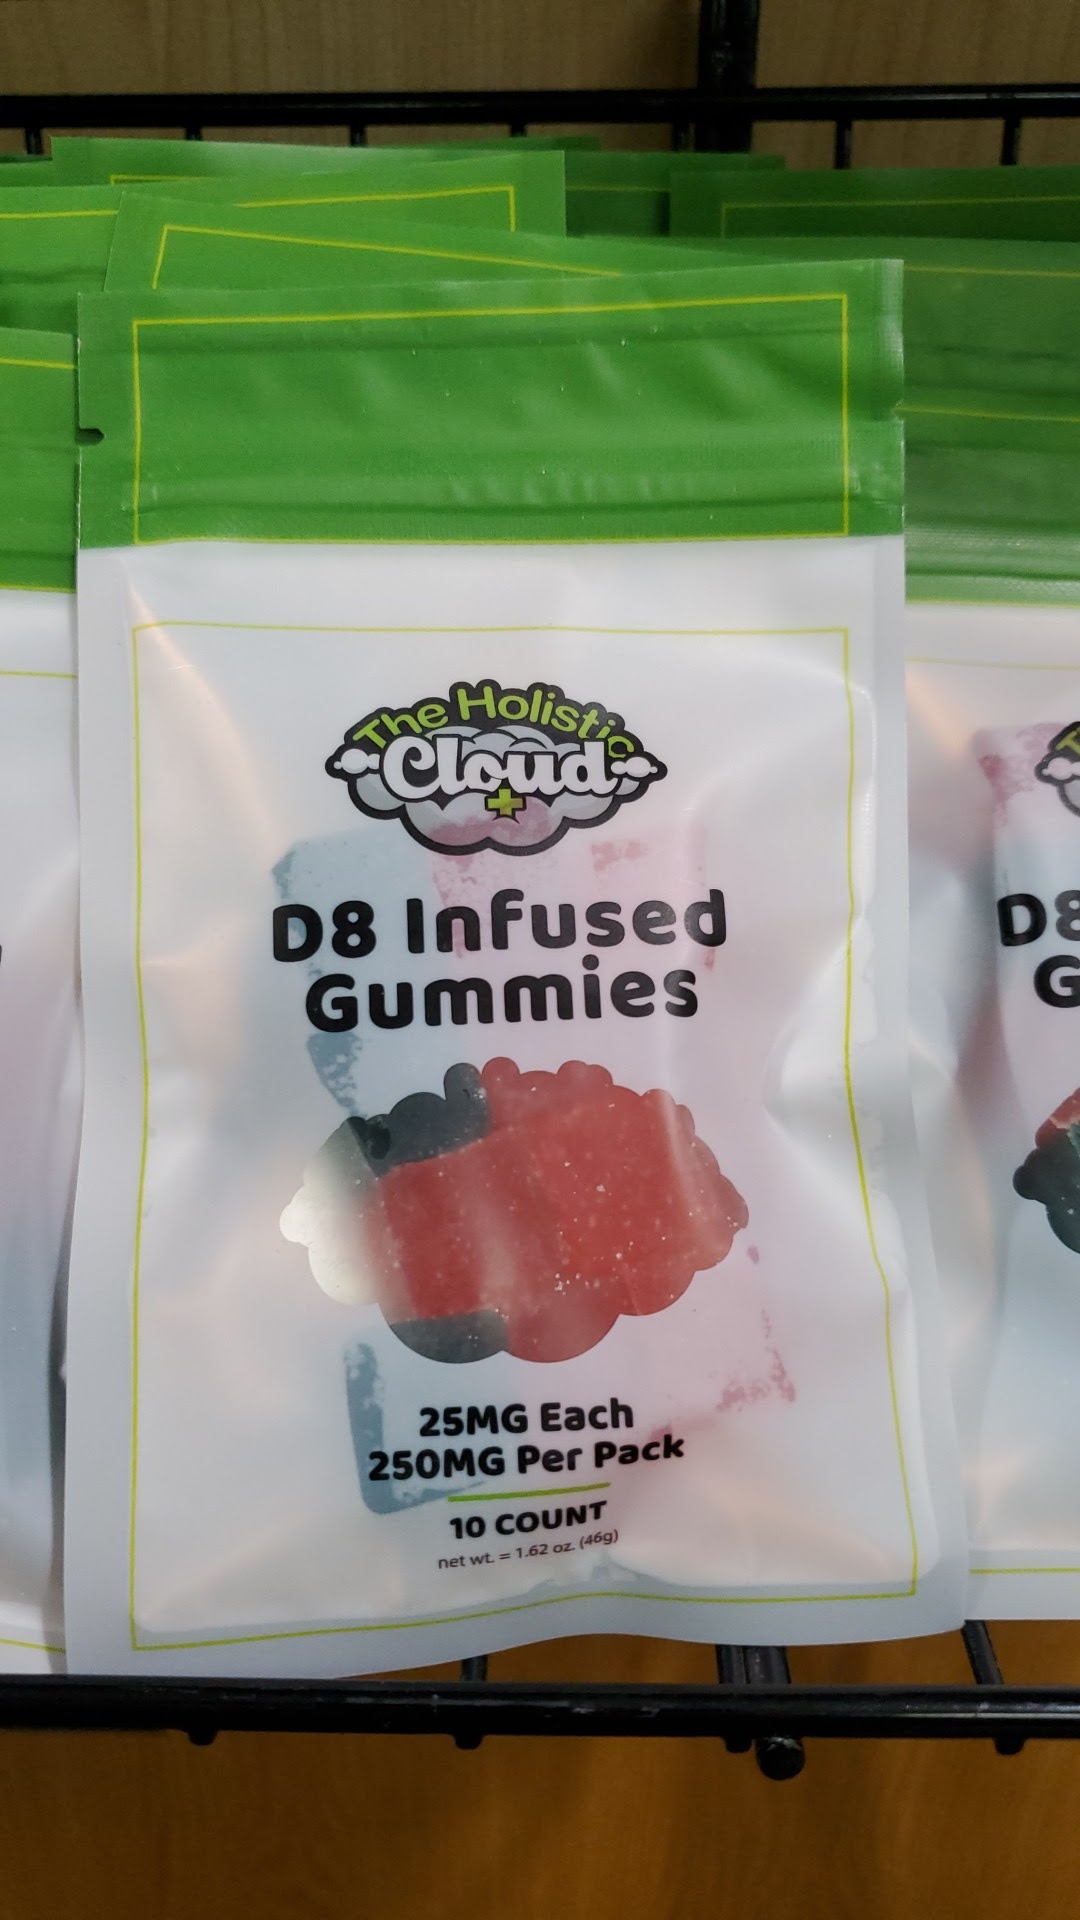 The Holistic
Cloud
D8 Infused
Gummies
25MG Each
250MG Per Pack
10 COUNT
net wt. = 1.62 oz. (46g)
D8
G